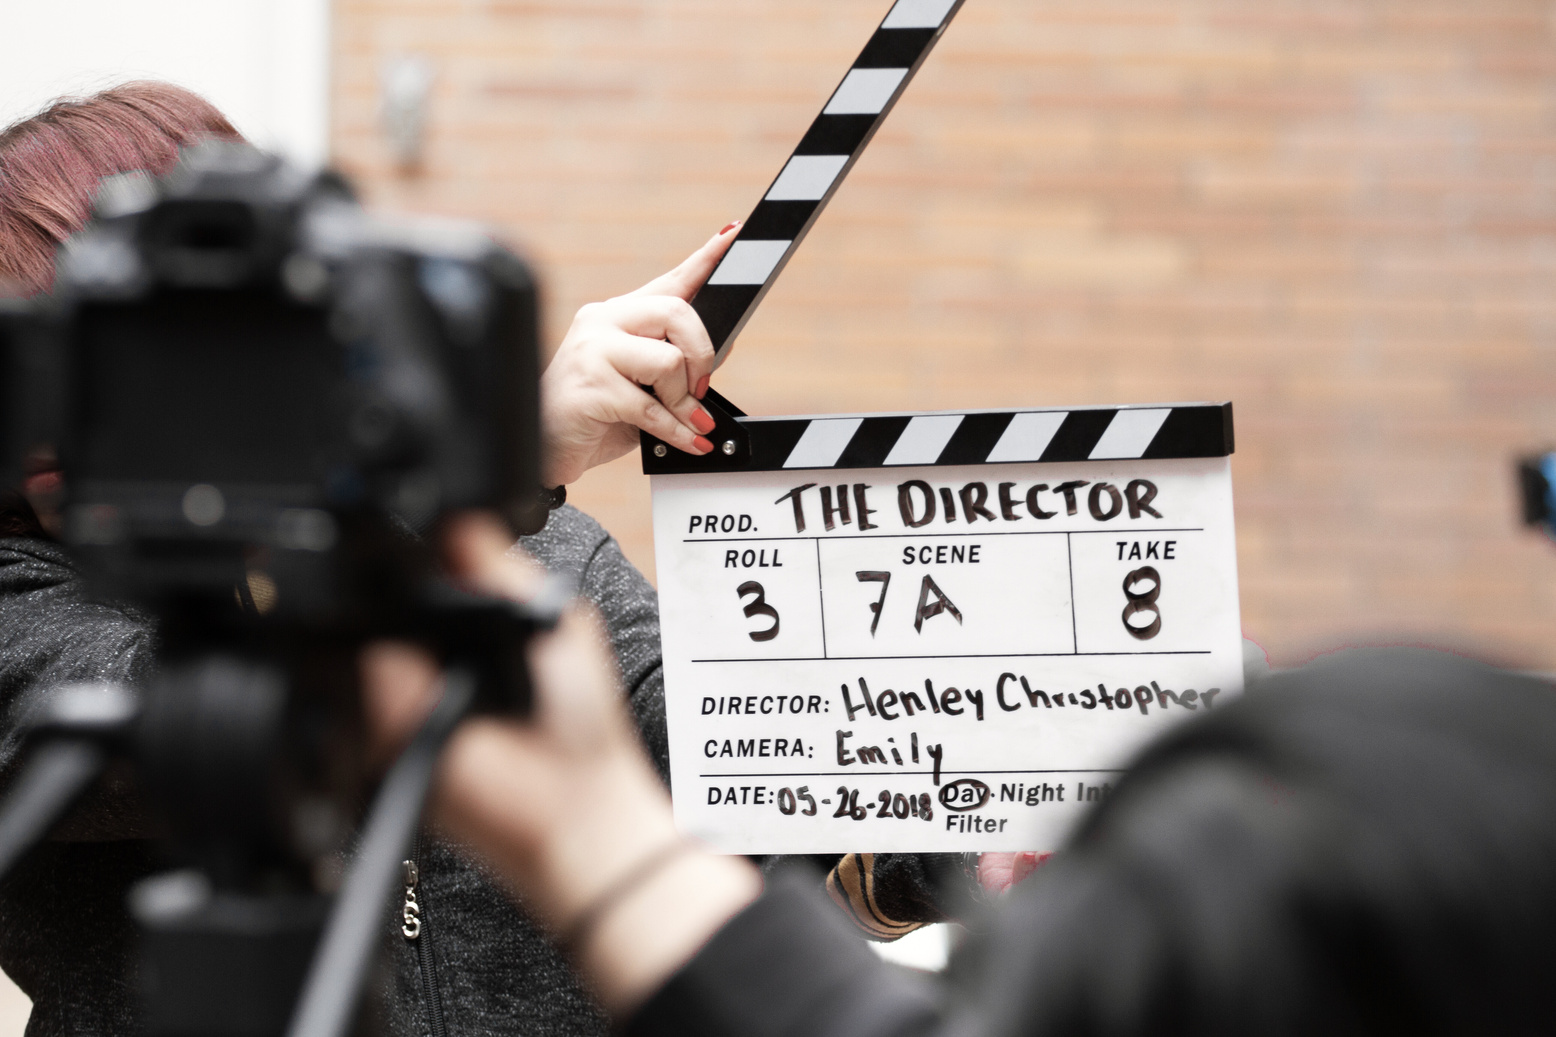 PROD. THE DIRECTOR
ROLL SCENE TAKE
3 7A 8
DIRECTOR: Henley Christopher
CAMERA: Emily
DATE: 05-26-2018 Day·Night Int
Filter